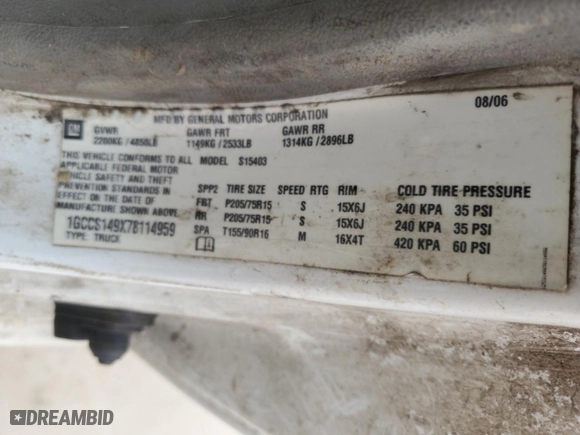 MFD BY GENERAL MOTORS CORPORATION 08/06
GM GVWR GAWR FRT GAWR RR
2200KG / 4850LB 1149KG / 2533LB 1314KG / 2896LB
THIS VEHICLE CONFORMS TO ALL MODEL S15403
APPLICABLE FEDERAL MOTOR
VEHICLE SAFETY AND THEFT
PREVENTION STANDARDS IN
EFFECT ON THE DATE OF
MANUFACTURE SHOWN ABOVE.
1GCCS149X78114959
TYPE: TRUCK
SPP2 TIRE SIZE SPEED RTG RIM COLD TIRE PRESSURE
FRT P205/75R15 S 15X6J 240 KPA 35 PSI
RR P205/75R15 S 15X6J 240 KPA 35 PSI
SPA T155/90R16 M 16X4T 420 KPA 60 PSI
DREAMBID